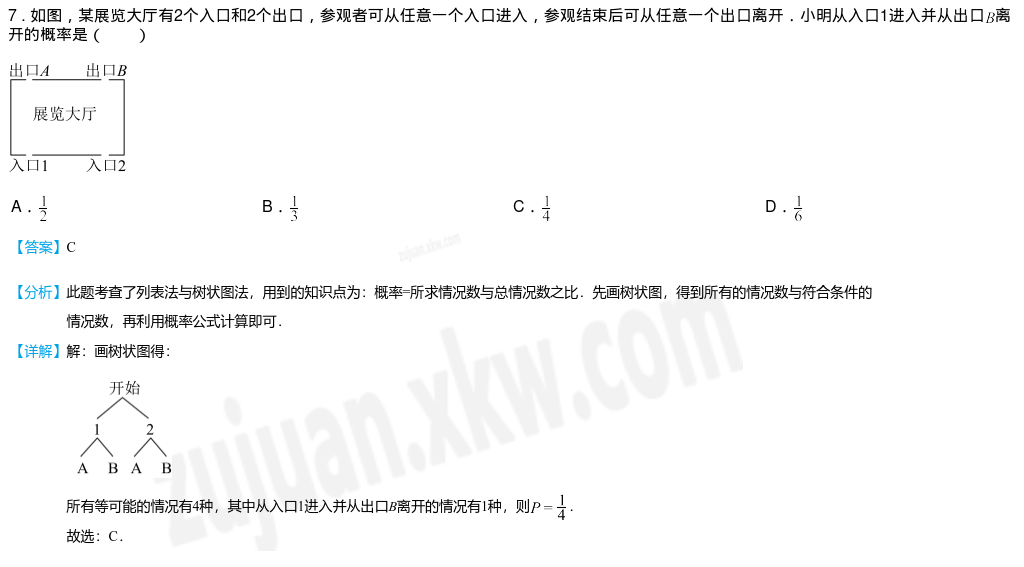 7．如图，某展览大厅有2个入口和2个出口，参观者可从任意一个入口进入，参观结束后可从任意一个出口离开．小明从入口1进入并从出口B离
开的概率是（　　）
出口A 出口B
展览大厅
入口1 入口2
A．1/2 B．1/3 C．1/4 D．1/6
【答案】C
zujuan.xkw.com
【分析】此题考查了列表法与树状图法，用到的知识点为：概率=所求情况数与总情况数之比．先画树状图，得到所有的情况数与符合条件的
情况数，再利用概率公式计算即可．
【详解】解：画树状图得：
开始
1 2
A B A B
zujuan.xkw.com
所有等可能的情况有4种，其中从入口1进入并从出口B离开的情况有1种，则P = 1/4．
故选：C．